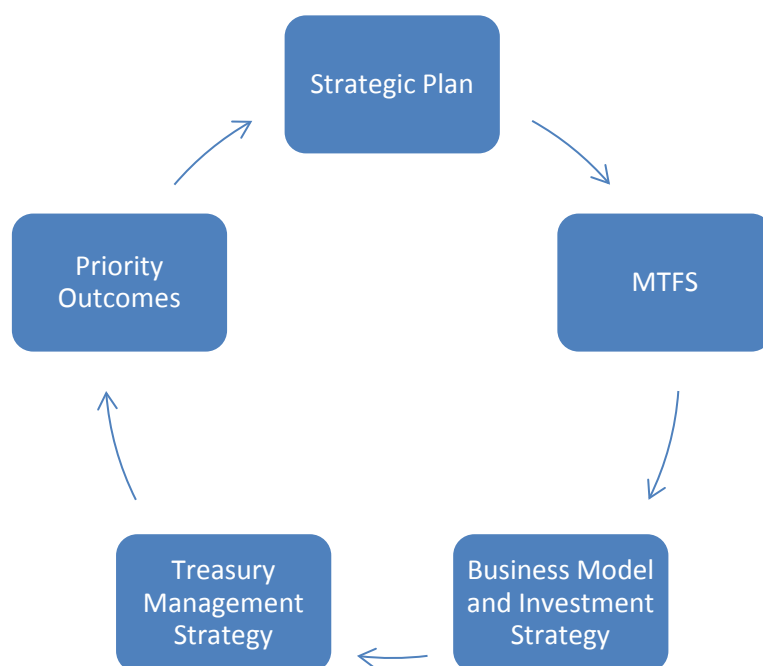 Strategic Plan
MTFS
Business Model
and Investment
Strategy
Treasury
Management
Strategy
Priority
Outcomes